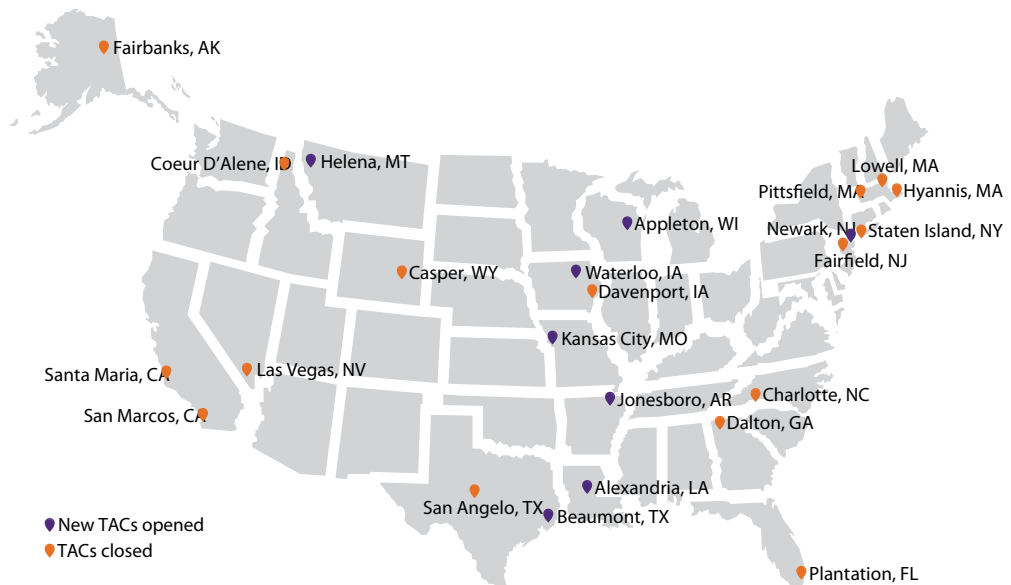 Fairbanks, AK
Coeur D’Alene, ID
Helena, MT
Lowell, MA
Pittsfield, MA
Hyannis, MA
Appleton, WI
Newark, NJ
Staten Island, NY
Fairfield, NJ
Casper, WY
Waterloo, IA
Davenport, IA
Kansas City, MO
Santa Maria, CA
Las Vegas, NV
San Marcos, CA
Jonesboro, AR
Charlotte, NC
Dalton, GA
Alexandria, LA
San Angelo, TX
Beaumont, TX
New TACs opened
TACs closed
Plantation, FL